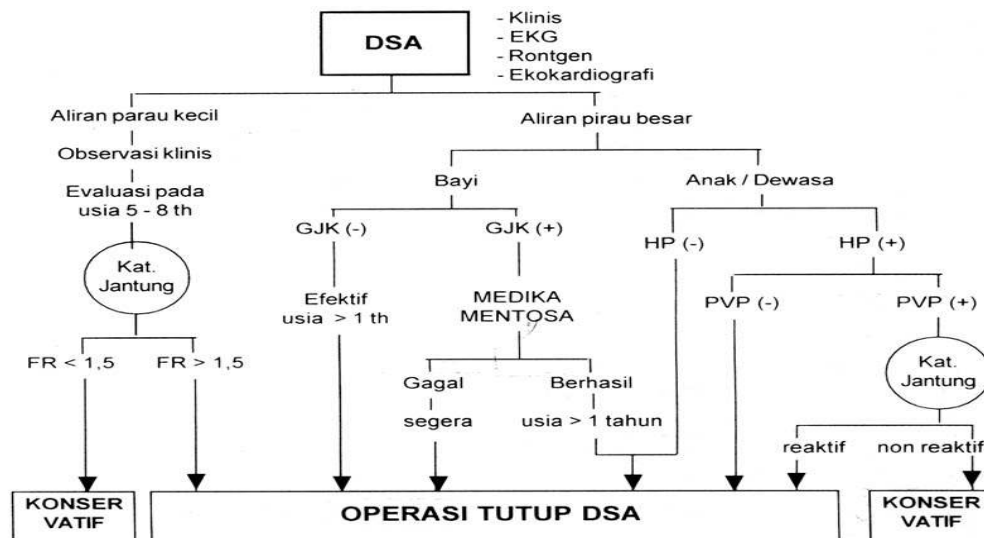 DSA
- Klinis
- EKG
- Rontgen
- Ekokardiografi
Aliran parau kecil
Aliran pirau besar
Observasi klinis
Evaluasi pada
usia 5 - 8 th
Bayi
Anak / Dewasa
GJK (-)
GJK (+)
HP (-)
HP (+)
Kat.
Jantung
Efektif
usia > 1 th
MEDIKA
MENTOSA
PVP (-)
PVP (+)
FR < 1,5
FR > 1,5
Gagal
Berhasil
Kat.
Jantung
segera
usia > 1 tahun
reaktif
non reaktif
KONSER
VATIF
OPERASI TUTUP DSA
KONSER
VATIF